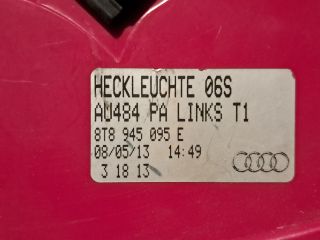 HECKLEUCHTE 06S
AU484 PA LINKS T1
8T8 945 095 E
08/05/13 14:49
3 18 13